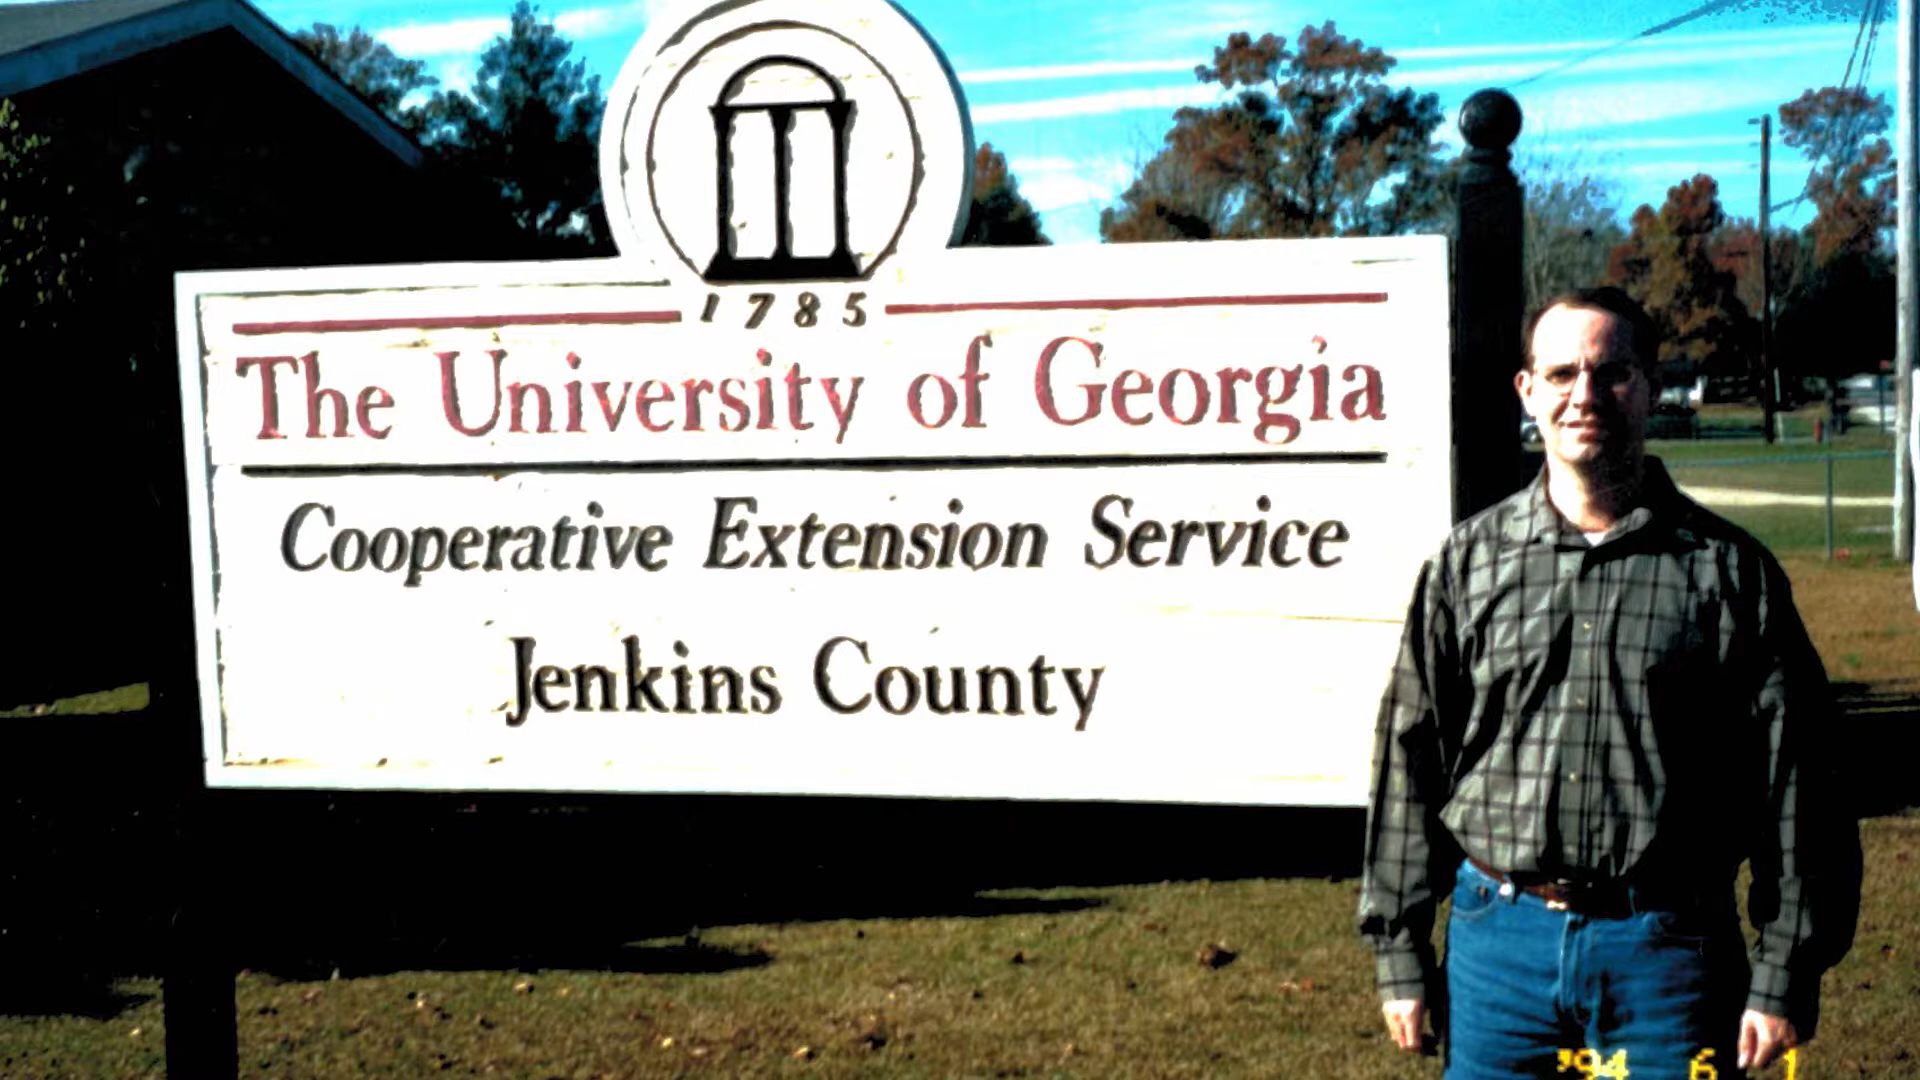 1785
The University of Georgia
Cooperative Extension Service
Jenkins County
'94 6 1